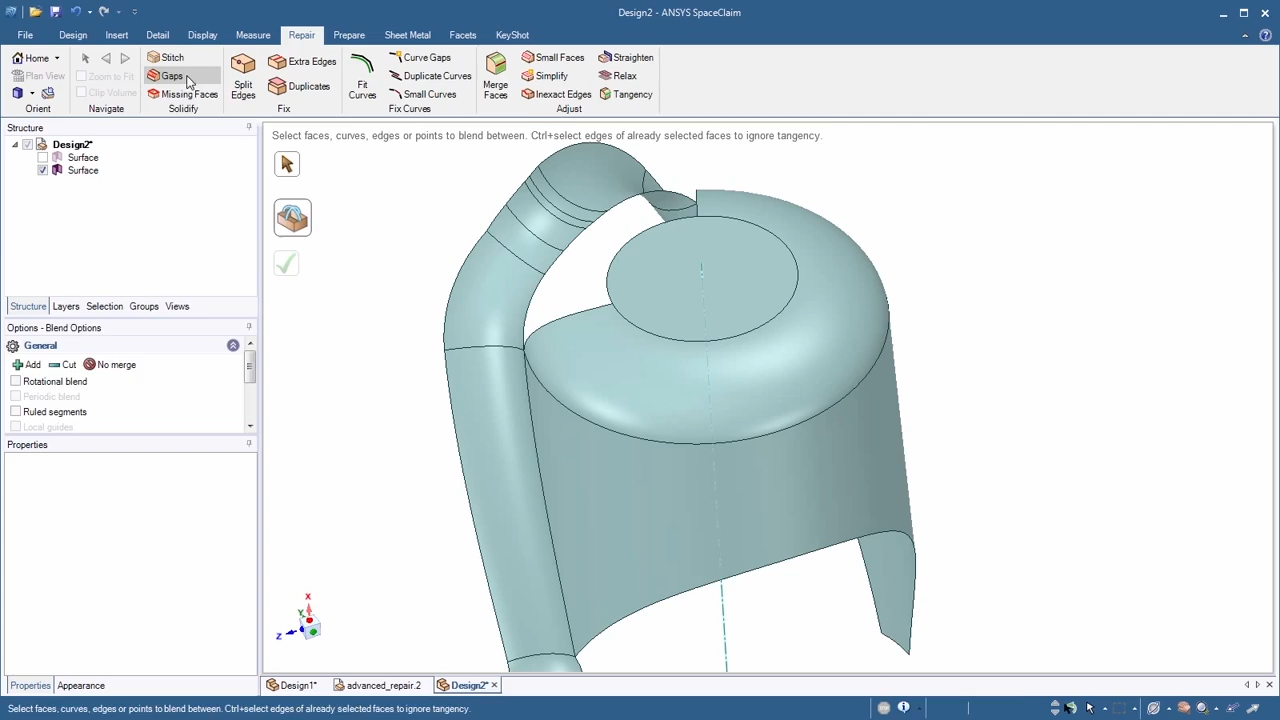 Design2 - ANSYS SpaceClaim
File Design Insert Detail Display Measure Repair Prepare Sheet Metal Facets KeyShot
Home
Plan View
Orient
Zoom to Fit
Clip Volume
Navigate
Stitch
Gaps
Missing Faces
Solidify
Split Edges
Extra Edges
Duplicates
Fix
Fit Curves
Curve Gaps
Duplicate Curves
Small Curves
Fix Curves
Merge Faces
Small Faces
Simplify
Inexact Edges
Straighten
Relax
Tangency
Adjust
Structure
Design2*
Surface
Surface
Structure Layers Selection Groups Views
Options - Blend Options
General
Add Cut No merge
Rotational blend
Periodic blend
Ruled segments
Local guides
Properties
Properties Appearance
Select faces, curves, edges or points to blend between. Ctrl+select edges of already selected faces to ignore tangency.
X
Y
Z
Design1* advanced_repair.2 Design2*
Select faces, curves, edges or points to blend between. Ctrl+select edges of already selected faces to ignore tangency.